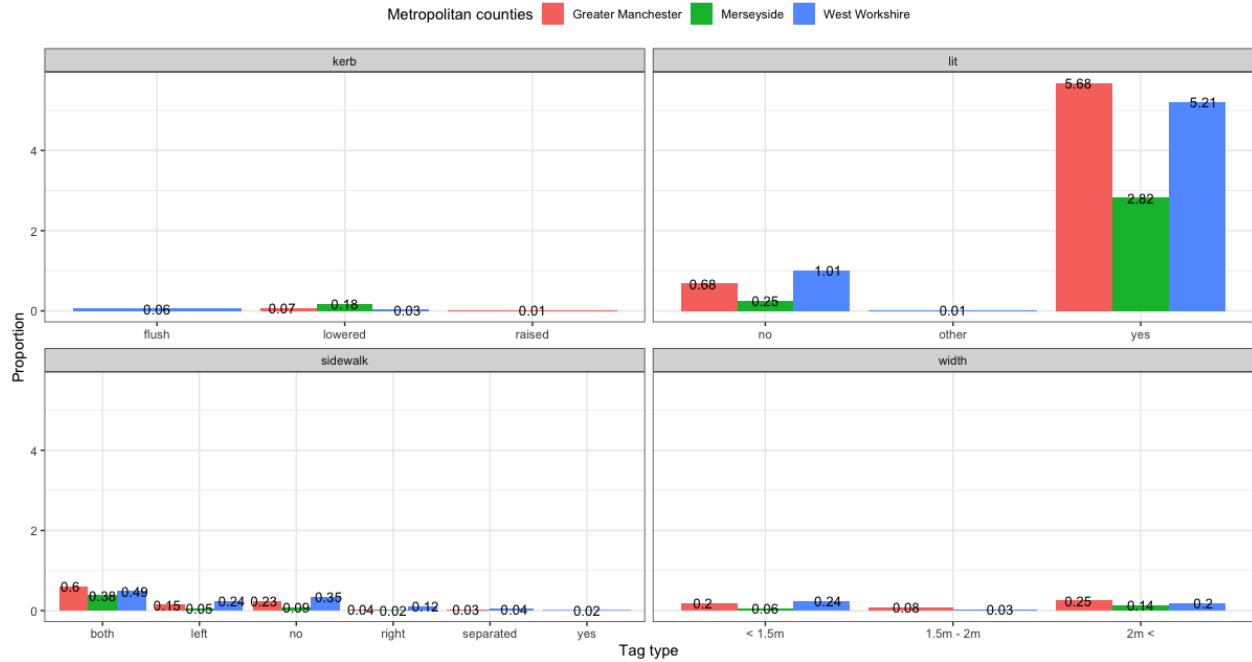 Metropolitan counties Greater Manchester Merseyside West Workshire
kerb
lit
Proportion
4
2
0
0.06 0.07 0.18 0.03 0.01
flush lowered raised
0.68 0.25 1.01 0.01 5.68 2.82 5.21
no other yes
sidewalk
width
4
2
0
0.6 0.38 0.49 0.15 0.05 0.24 0.23 0.09 0.35 0.04 0.02 0.12 0.03 0.04 0.02
both left no right separated yes
0.2 0.06 0.24 0.08 0.03 0.25 0.14 0.2
< 1.5m 1.5m - 2m 2m <
Tag type